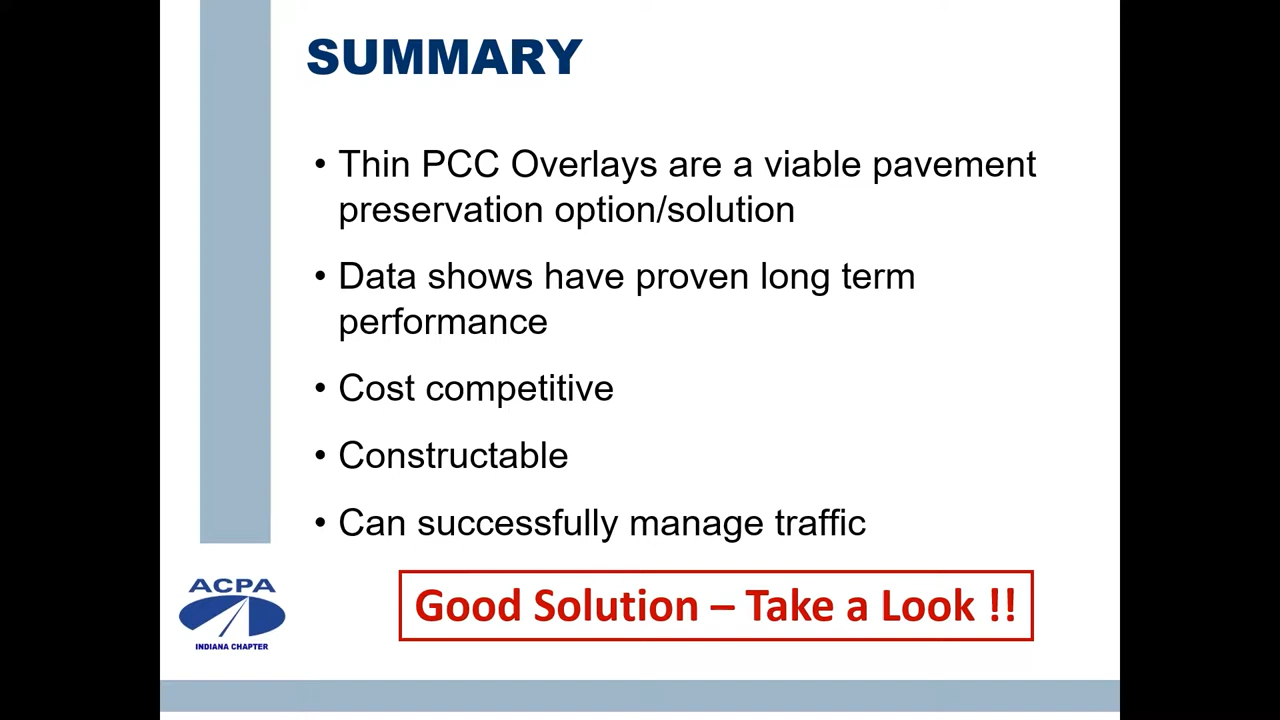 SUMMARY
• Thin PCC Overlays are a viable pavement
preservation option/solution
• Data shows have proven long term
performance
• Cost competitive
• Constructable
• Can successfully manage traffic
Good Solution – Take a Look !!
ACPA
INDIANA CHAPTER